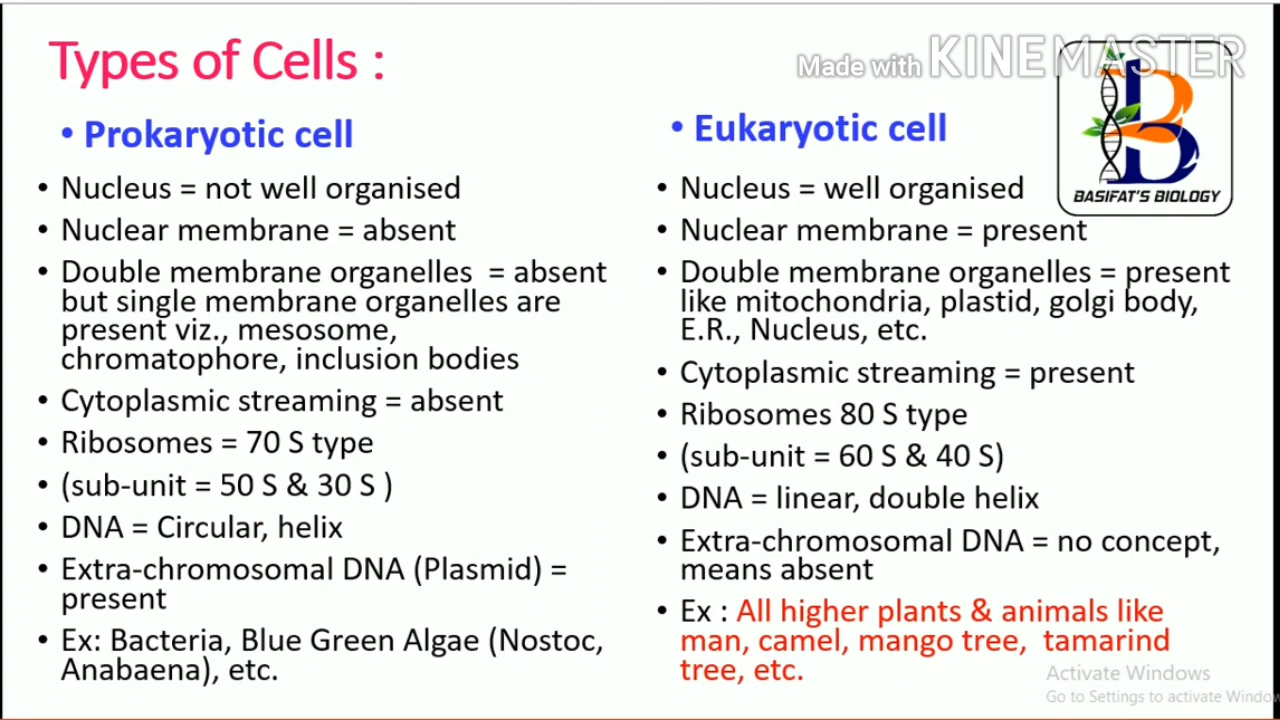 Types of Cells :
Made with KINEMASTER
BASIFAT'S BIOLOGY
• Prokaryotic cell
• Nucleus = not well organised
• Nuclear membrane = absent
• Double membrane organelles = absent
but single membrane organelles are
present viz., mesosome,
chromatophore, inclusion bodies
• Cytoplasmic streaming = absent
• Ribosomes = 70 S type
• (sub-unit = 50 S & 30 S )
• DNA = Circular, helix
• Extra-chromosomal DNA (Plasmid) =
present
• Ex: Bacteria, Blue Green Algae (Nostoc,
Anabaena), etc.
• Eukaryotic cell
• Nucleus = well organised
• Nuclear membrane = present
• Double membrane organelles = present
like mitochondria, plastid, golgi body,
E.R., Nucleus, etc.
• Cytoplasmic streaming = present
• Ribosomes 80 S type
• (sub-unit = 60 S & 40 S)
• DNA = linear, double helix
• Extra-chromosomal DNA = no concept,
means absent
• Ex : All higher plants & animals like
man, camel, mango tree, tamarind
tree, etc.
Activate Windows
Go to Settings to activate Window